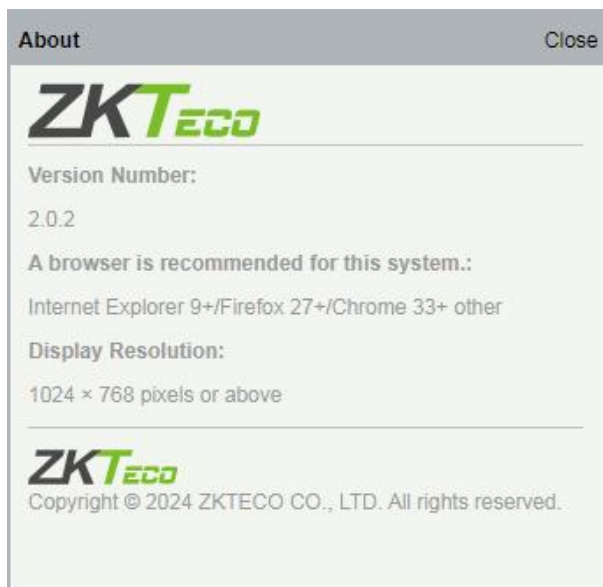 About
Close
ZKTECO
Version Number:
2.0.2
A browser is recommended for this system.:
Internet Explorer 9+/Firefox 27+/Chrome 33+ other
Display Resolution:
1024 × 768 pixels or above
ZKTECO
Copyright © 2024 ZKTECO CO., LTD. All rights reserved.